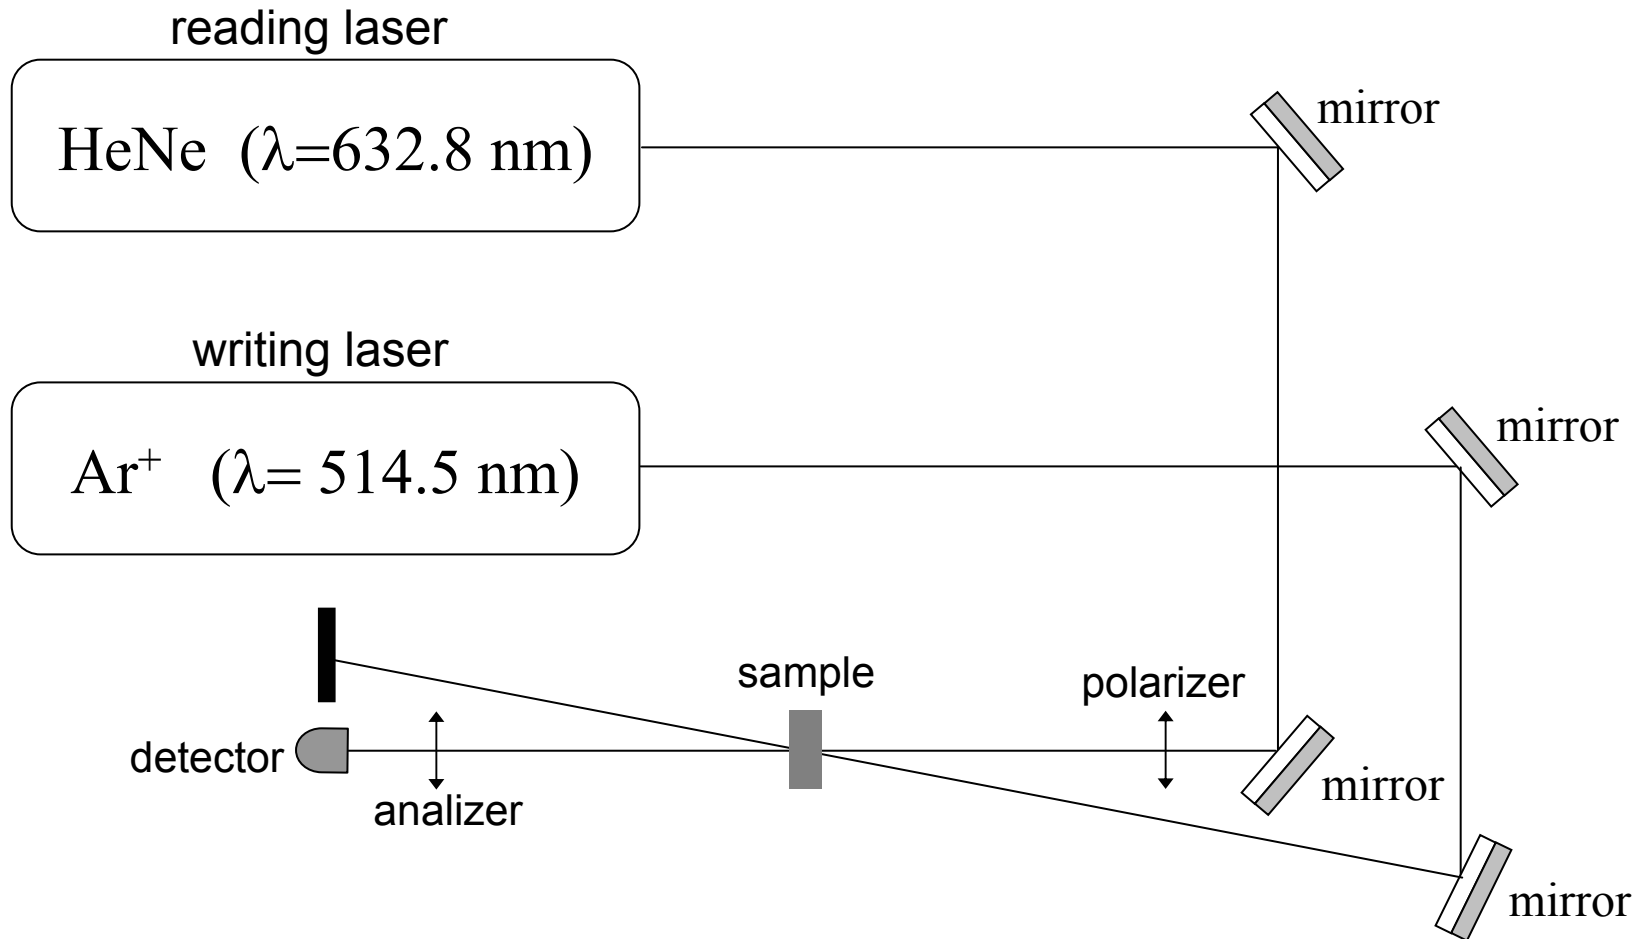 reading laser
HeNe (λ=632.8 nm)
mirror
writing laser
Ar⁺ (λ= 514.5 nm)
mirror
sample
polarizer
detector
analizer
mirror
mirror